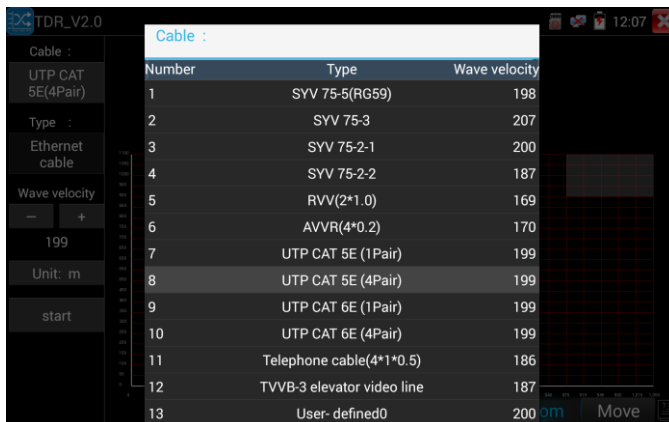 TDR_V2.0
12:07
Cable :
UTP CAT
5E(4Pair)
Type :
Ethernet
cable
Wave velocity
− +
199
Unit: m
start
Cable :
Number Type Wave velocity
1 SYV 75-5(RG59) 198
2 SYV 75-3 207
3 SYV 75-2-1 200
4 SYV 75-2-2 187
5 RVV(2*1.0) 169
6 AVVR(4*0.2) 170
7 UTP CAT 5E (1Pair) 199
8 UTP CAT 5E (4Pair) 199
9 UTP CAT 6E (1Pair) 199
10 UTP CAT 6E (4Pair) 199
11 Telephone cable(4*1*0.5) 186
12 TVVB-3 elevator video line 187
13 User- defined0 200
om Move